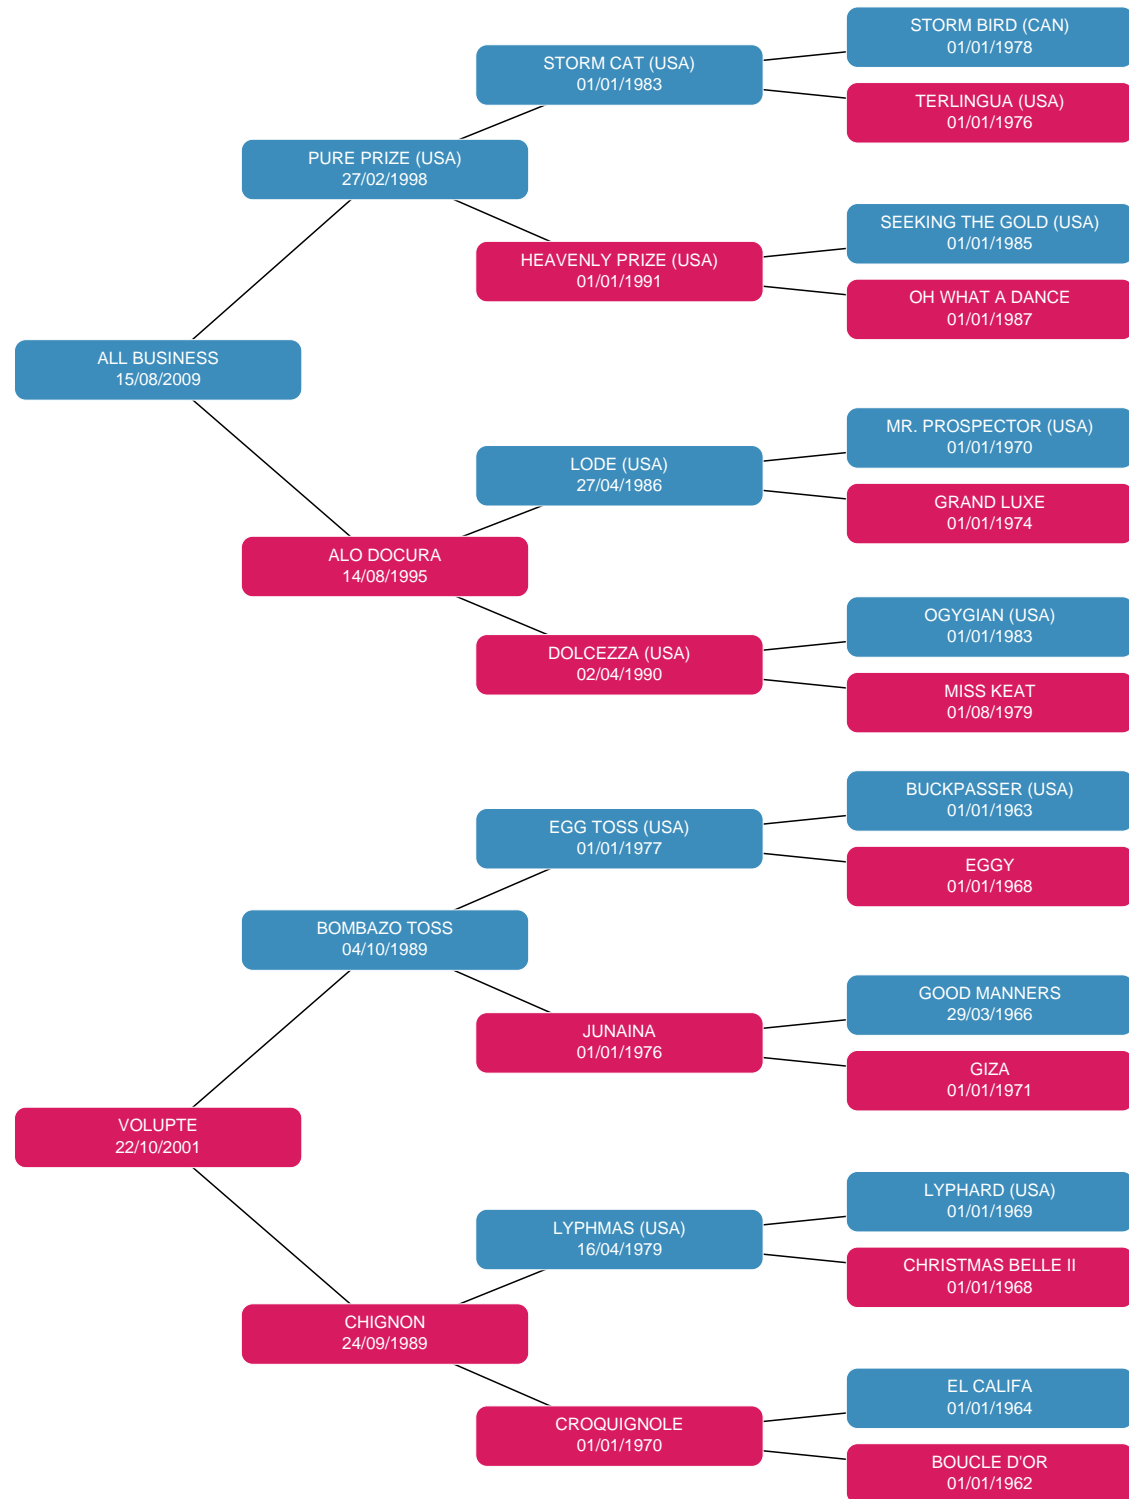 STORM BIRD (CAN)
01/01/1978
STORM CAT (USA)
01/01/1983
TERLINGUA (USA)
01/01/1976
PURE PRIZE (USA)
27/02/1998
SEEKING THE GOLD (USA)
01/01/1985
HEAVENLY PRIZE (USA)
01/01/1991
OH WHAT A DANCE
01/01/1987
ALL BUSINESS
15/08/2009
MR. PROSPECTOR (USA)
01/01/1970
LODE (USA)
27/04/1986
GRAND LUXE
01/01/1974
ALO DOCURA
14/08/1995
OGYGIAN (USA)
01/01/1983
DOLCEZZA (USA)
02/04/1990
MISS KEAT
01/08/1979
BUCKPASSER (USA)
01/01/1963
EGG TOSS (USA)
01/01/1977
EGGY
01/01/1968
BOMBAZO TOSS
04/10/1989
GOOD MANNERS
29/03/1966
JUNAINA
01/01/1976
GIZA
01/01/1971
VOLUPTE
22/10/2001
LYPHARD (USA)
01/01/1969
LYPHMAS (USA)
16/04/1979
CHRISTMAS BELLE II
01/01/1968
CHIGNON
24/09/1989
EL CALIFA
01/01/1964
CROQUIGNOLE
01/01/1970
BOUCLE D'OR
01/01/1962